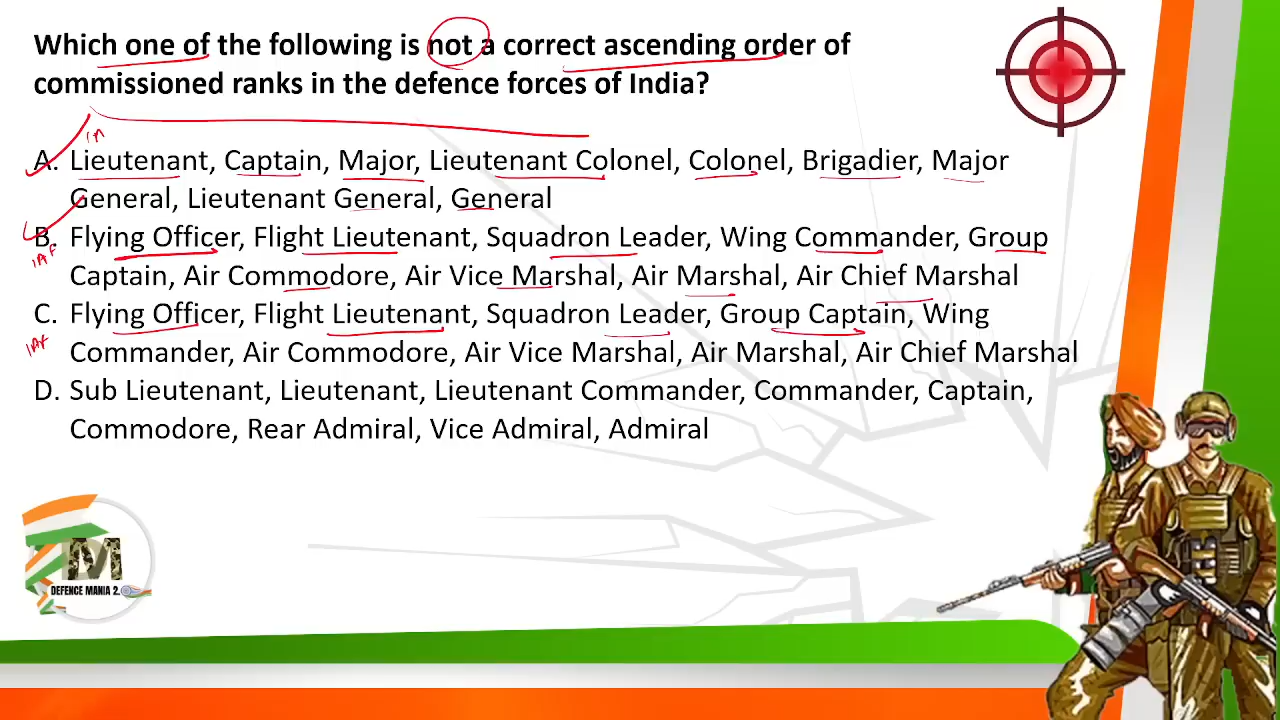 Which one of the following is not a correct ascending order of
commissioned ranks in the defence forces of India?
IA
A. Lieutenant, Captain, Major, Lieutenant Colonel, Colonel, Brigadier, Major
General, Lieutenant General, General
B. Flying Officer, Flight Lieutenant, Squadron Leader, Wing Commander, Group
IAF
Captain, Air Commodore, Air Vice Marshal, Air Marshal, Air Chief Marshal
C. Flying Officer, Flight Lieutenant, Squadron Leader, Group Captain, Wing
IAF
Commander, Air Commodore, Air Vice Marshal, Air Marshal, Air Chief Marshal
D. Sub Lieutenant, Lieutenant, Lieutenant Commander, Commander, Captain,
Commodore, Rear Admiral, Vice Admiral, Admiral
M
DEFENCE MANIA 2.